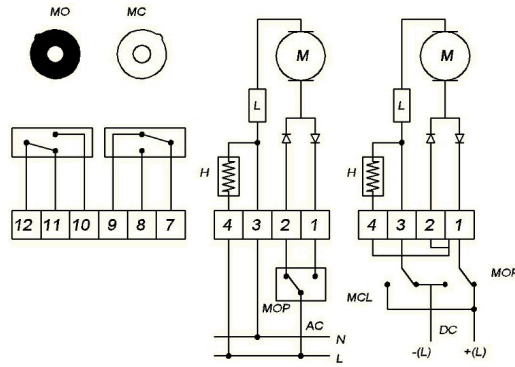 MO MC
M M
L L
H H
12 11 10 9 8 7
4 3 2 1
4 3 2 1
MOP
MCL
MOP
AC
DC
N
L
-(L) +(L)